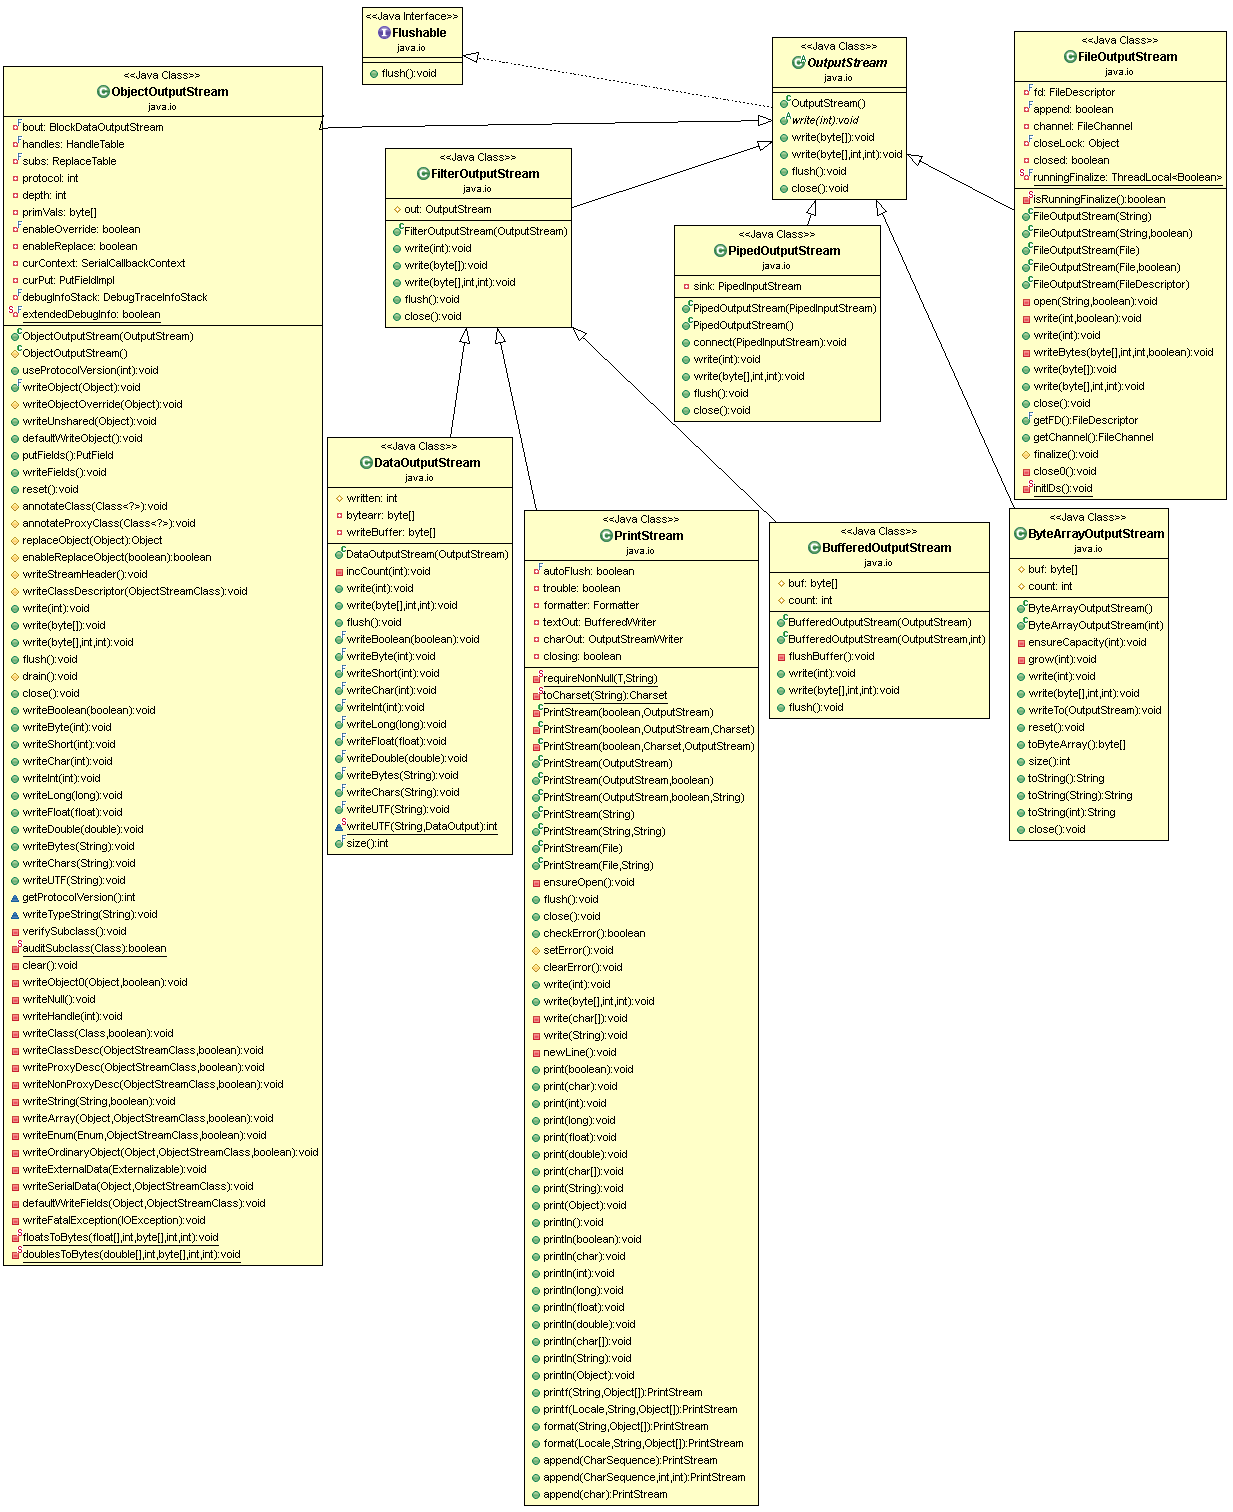 <<Java Interface>>
Flushable
java.io
flush():void
<<Java Class>>
OutputStream
java.io
OutputStream()
write(int):void
write(byte[]):void
write(byte[],int,int):void
flush():void
close():void
<<Java Class>>
FileOutputStream
java.io
fd: FileDescriptor
append: boolean
channel: FileChannel
closeLock: Object
closed: boolean
runningFinalize: ThreadLocal<Boolean>
isRunningFinalize():boolean
FileOutputStream(String)
FileOutputStream(String,boolean)
FileOutputStream(File)
FileOutputStream(File,boolean)
FileOutputStream(FileDescriptor)
open(String,boolean):void
write(int,boolean):void
write(int):void
writeBytes(byte[],int,int,boolean):void
write(byte[]):void
write(byte[],int,int):void
close():void
getFD():FileDescriptor
getChannel():FileChannel
finalize():void
close0():void
initIDs():void
<<Java Class>>
ObjectOutputStream
java.io
bout: BlockDataOutputStream
handles: HandleTable
subs: ReplaceTable
protocol: int
depth: int
primVals: byte[]
enableOverride: boolean
enableReplace: boolean
curContext: SerialCallbackContext
curPut: PutFieldImpl
debugInfoStack: DebugTraceInfoStack
extendedDebugInfo: boolean
ObjectOutputStream(OutputStream)
ObjectOutputStream()
useProtocolVersion(int):void
writeObject(Object):void
writeObjectOverride(Object):void
writeUnshared(Object):void
defaultWriteObject():void
putFields():PutField
writeFields():void
reset():void
annotateClass(Class<?>):void
annotateProxyClass(Class<?>):void
replaceObject(Object):Object
enableReplaceObject(boolean):boolean
writeStreamHeader():void
writeClassDescriptor(ObjectStreamClass):void
write(int):void
write(byte[]):void
write(byte[],int,int):void
flush():void
drain():void
close():void
writeBoolean(boolean):void
writeByte(int):void
writeShort(int):void
writeChar(int):void
writeInt(int):void
writeLong(long):void
writeFloat(float):void
writeDouble(double):void
writeBytes(String):void
writeChars(String):void
writeUTF(String):void
getProtocolVersion():int
writeTypeString(String):void
verifySubclass():void
auditSubclass(Class):boolean
clear():void
writeObject0(Object,boolean):void
writeNull():void
writeHandle(int):void
writeClass(Class,boolean):void
writeClassDesc(ObjectStreamClass,boolean):void
writeProxyDesc(ObjectStreamClass,boolean):void
writeNonProxyDesc(ObjectStreamClass,boolean):void
writeString(String,boolean):void
writeArray(Object,ObjectStreamClass,boolean):void
writeEnum(Enum,ObjectStreamClass,boolean):void
writeOrdinaryObject(Object,ObjectStreamClass,boolean):void
writeExternalData(Externalizable):void
writeSerialData(Object,ObjectStreamClass):void
defaultWriteFields(Object,ObjectStreamClass):void
writeFatalException(IOException):void
floatsToBytes(float[],int,byte[],int,int):void
doublesToBytes(double[],int,byte[],int,int):void
<<Java Class>>
FilterOutputStream
java.io
out: OutputStream
FilterOutputStream(OutputStream)
write(int):void
write(byte[]):void
write(byte[],int,int):void
flush():void
close():void
<<Java Class>>
PipedOutputStream
java.io
sink: PipedInputStream
PipedOutputStream(PipedInputStream)
PipedOutputStream()
connect(PipedInputStream):void
write(int):void
write(byte[],int,int):void
flush():void
close():void
<<Java Class>>
DataOutputStream
java.io
written: int
bytearr: byte[]
writeBuffer: byte[]
DataOutputStream(OutputStream)
incCount(int):void
write(int):void
write(byte[],int,int):void
flush():void
writeBoolean(boolean):void
writeByte(int):void
writeShort(int):void
writeChar(int):void
writeInt(int):void
writeLong(long):void
writeFloat(float):void
writeDouble(double):void
writeBytes(String):void
writeChars(String):void
writeUTF(String):void
writeUTF(String,DataOutput):int
size():int
<<Java Class>>
PrintStream
java.io
autoFlush: boolean
trouble: boolean
formatter: Formatter
textOut: BufferedWriter
charOut: OutputStreamWriter
closing: boolean
requireNonNull(T,String)
toCharset(String):Charset
PrintStream(boolean,OutputStream)
PrintStream(boolean,OutputStream,Charset)
PrintStream(boolean,Charset,OutputStream)
PrintStream(OutputStream)
PrintStream(OutputStream,boolean)
PrintStream(OutputStream,boolean,String)
PrintStream(String)
PrintStream(String,String)
PrintStream(File)
PrintStream(File,String)
ensureOpen():void
flush():void
close():void
checkError():boolean
setError():void
clearError():void
write(int):void
write(byte[],int,int):void
write(char[]):void
write(String):void
newLine():void
print(boolean):void
print(char):void
print(int):void
print(long):void
print(float):void
print(double):void
print(char[]):void
print(String):void
print(Object):void
println():void
println(boolean):void
println(char):void
println(int):void
println(long):void
println(float):void
println(double):void
println(char[]):void
println(String):void
println(Object):void
printf(String,Object[]):PrintStream
printf(Locale,String,Object[]):PrintStream
format(String,Object[]):PrintStream
format(Locale,String,Object[]):PrintStream
append(CharSequence):PrintStream
append(CharSequence,int,int):PrintStream
append(char):PrintStream
<<Java Class>>
BufferedOutputStream
java.io
buf: byte[]
count: int
BufferedOutputStream(OutputStream)
BufferedOutputStream(OutputStream,int)
flushBuffer():void
write(int):void
write(byte[],int,int):void
flush():void
<<Java Class>>
ByteArrayOutputStream
java.io
buf: byte[]
count: int
ByteArrayOutputStream()
ByteArrayOutputStream(int)
ensureCapacity(int):void
grow(int):void
write(int):void
write(byte[],int,int):void
writeTo(OutputStream):void
reset():void
toByteArray():byte[]
size():int
toString():String
toString(String):String
toString(int):String
close():void